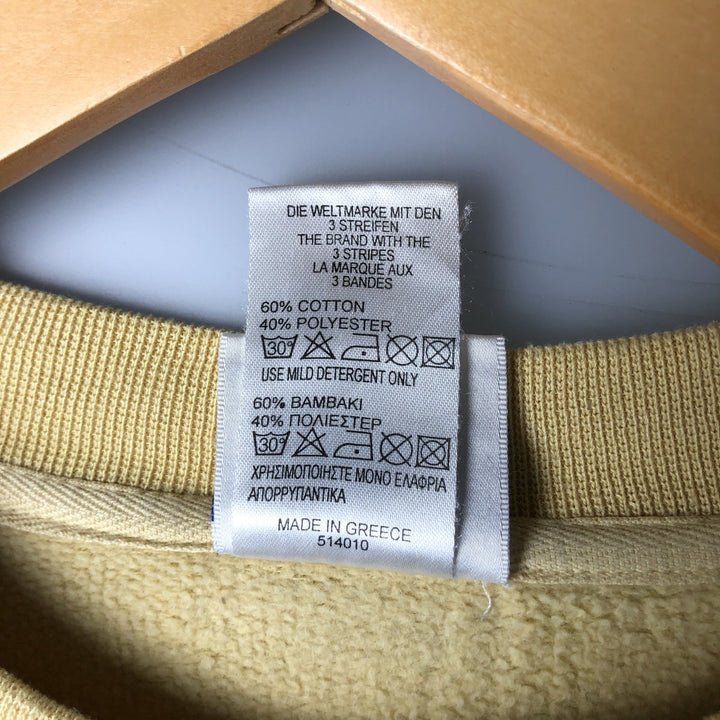 DIE WELTMARKE MIT DEN
3 STREIFEN
THE BRAND WITH THE
3 STRIPES
LA MARQUE AUX
3 BANDES
60% COTTON
40% POLYESTER
30°
USE MILD DETERGENT ONLY
60% ΒΑΜΒΑΚΙ
40% ΠΟΛΙΕΣΤΕΡ
30°
ΧΡΗΣΙΜΟΠΟΙΗΣΤΕ ΜΟΝΟ ΕΛΑΦΡΙΑ
ΑΠΟΡΡΥΠΑΝΤΙΚΑ
MADE IN GREECE
514010